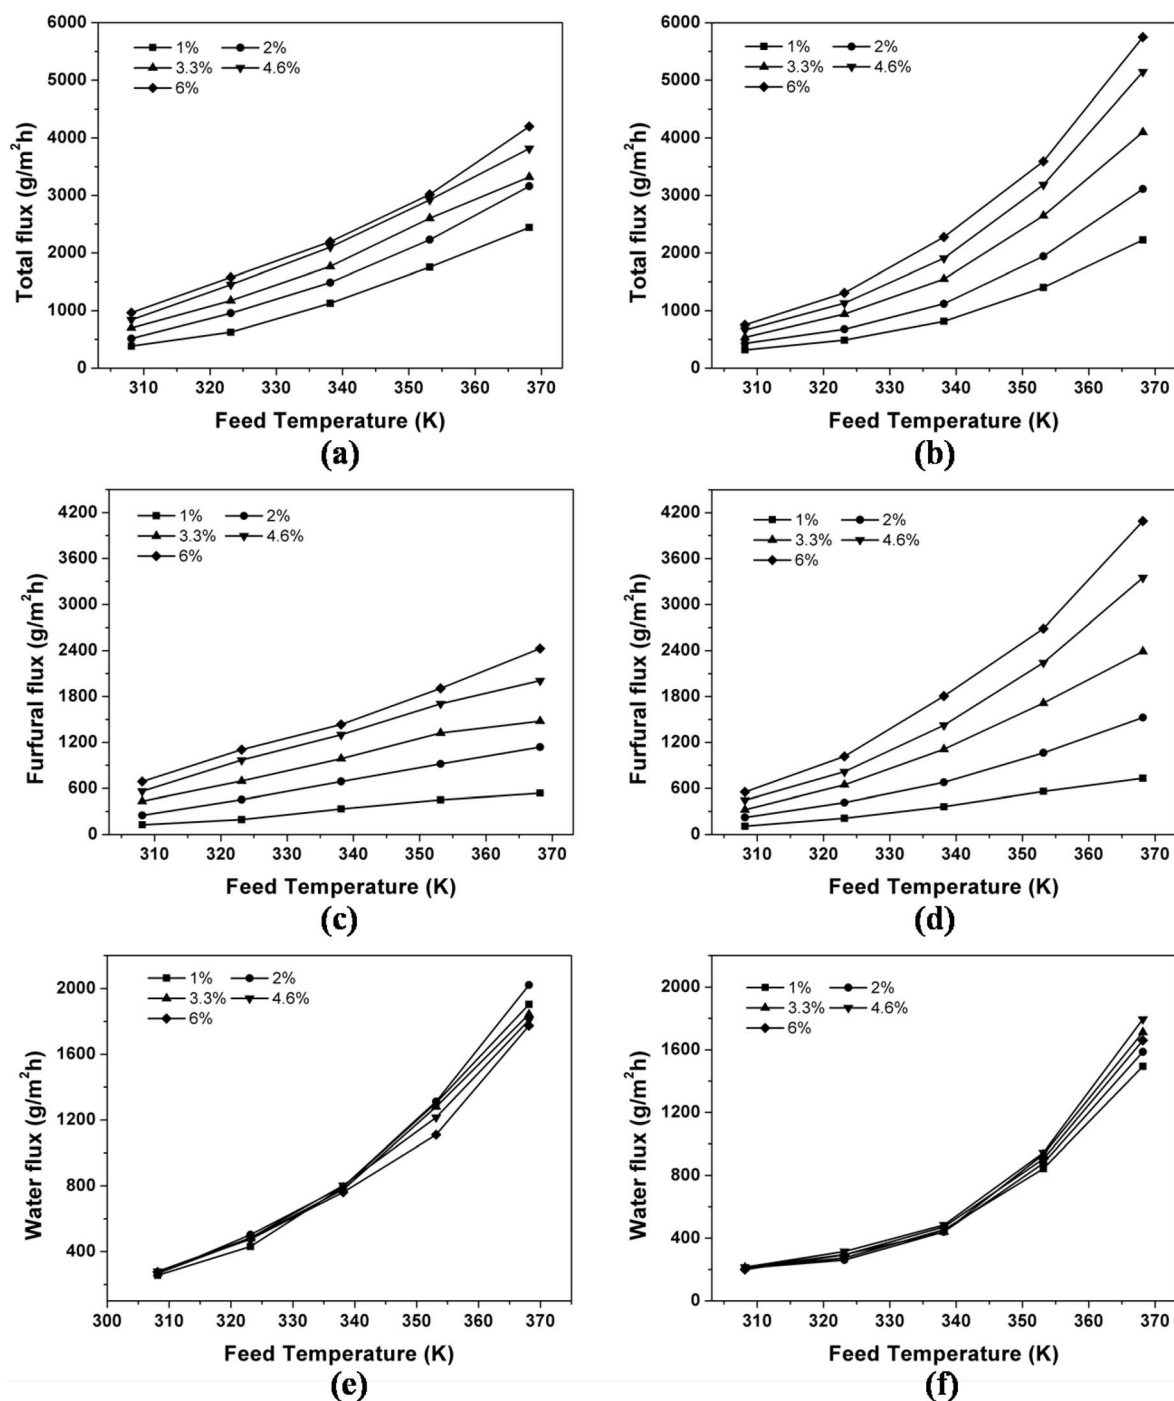 6000
5000
4000
3000
2000
1000
0
Total flux (g/m²h)
1% 2%
3.3% 4.6%
6%
310 320 330 340 350 360 370
Feed Temperature (K)
(a)
6000
5000
4000
3000
2000
1000
0
Total flux (g/m²h)
1% 2%
3.3% 4.6%
6%
310 320 330 340 350 360 370
Feed Temperature (K)
(b)
4200
3600
3000
2400
1800
1200
600
0
Furfural flux (g/m²h)
1% 2%
3.3% 4.6%
6%
310 320 330 340 350 360 370
Feed Temperature (K)
(c)
4200
3600
3000
2400
1800
1200
600
0
Furfural flux (g/m²h)
1% 2%
3.3% 4.6%
6%
310 320 330 340 350 360 370
Feed Temperature (K)
(d)
2000
1600
1200
800
400
Water flux (g/m²h)
1% 2%
3.3% 4.6%
6%
300 310 320 330 340 350 360 370
Feed Temperature (K)
(e)
2000
1600
1200
800
400
0
Water flux (g/m²h)
1% 2%
3.3% 4.6%
6%
310 320 330 340 350 360 370
Feed Temperature (K)
(f)